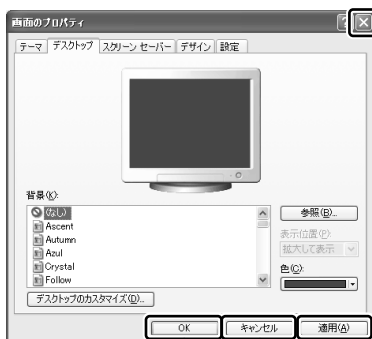 画面のプロパティ
テーマ デスクトップ スクリーン セーバー デザイン 設定
背景(K):
(なし)
Ascent
Autumn
Azul
Crystal
Follow
参照(B)...
表示位置(P):
拡大して表示
色(C):
デスクトップのカスタマイズ(D)...
OK キャンセル 適用(A)